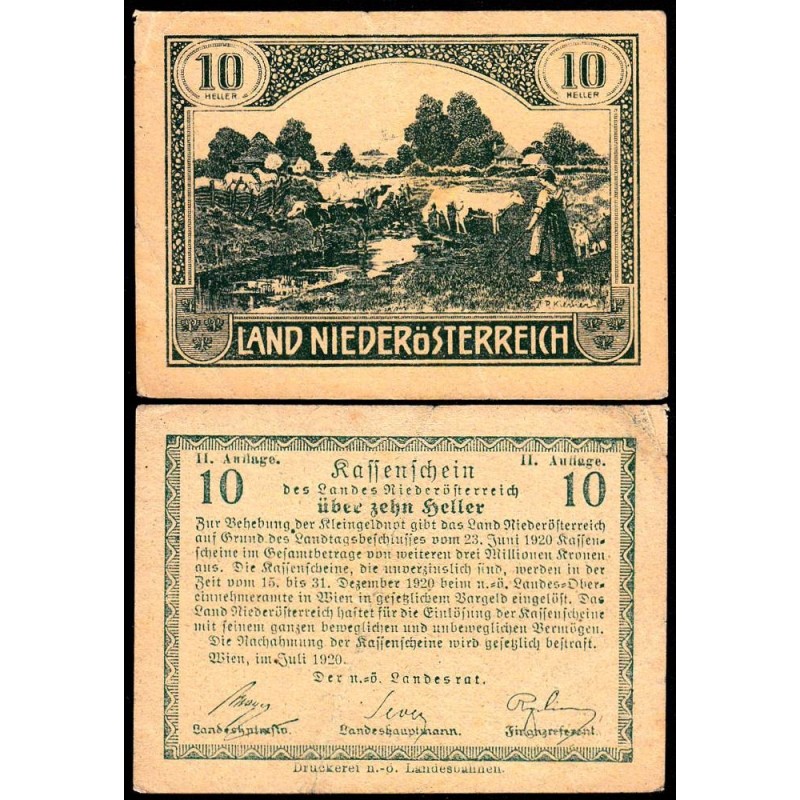 10
HELLER
10
HELLER
LAND NIEDERÖSTERREICH
II. Auflage.
II. Auflage.
10
10
Kassenschein
des Landes Niederösterreich
über zehn Heller
Zur Behebung der Kleingeldnot gibt das Land Niederösterreich
auf Grund des Landtagsbeschlusses vom 23. Juni 1920 Kassen-
scheine im Gesamtbetrage von weiteren drei Millionen Kronen
aus. Die Kassenscheine, die unverzinslich sind, werden in der
Zeit vom 15. bis 31. Dezember 1920 beim n.-ö. Landes-Ober-
einnehmeramte in Wien in gesetzlichem Bargeld eingelöst. Das
Land Niederösterreich haftet für die Einlösung der Kassenscheine
mit seinem ganzen beweglichen und unbeweglichen Vermögen.
Die Nachahmung der Kassenscheine wird gesetzlich bestraft.
Wien, im Juli 1920.
Der n.-ö. Landesrat.
Sever
Landeshptmstv. Landeshauptmann. Finanzreferent.
Druckerei n.-ö. Landesbahnen.